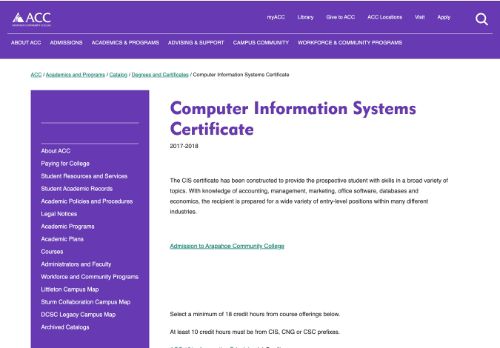 ACC
myACC Library Give to ACC ACC Locations Visit Apply
ABOUT ACC ADMISSIONS ACADEMICS & PROGRAMS ADVISING & SUPPORT CAMPUS COMMUNITY WORKFORCE & COMMUNITY PROGRAMS
ACC / Academics and Programs / Catalog / Degrees and Certificates / Computer Information Systems Certificate
About ACC
Paying for College
Student Resources and Services
Student Academic Records
Academic Policies and Procedures
Legal Notices
Academic Programs
Academic Plans
Courses
Administrators and Faculty
Workforce and Community Programs
Littleton Campus Map
Sturm Collaboration Campus Map
DCSC Legacy Campus Map
Archived Catalogs
Computer Information Systems
Certificate
2017-2018
The CIS certificate has been constructed to provide the prospective student with skills in a broad variety of
topics. With knowledge of accounting, management, marketing, office software, databases and
economics, the recipient is prepared for a wide variety of entry-level positions within many different
industries.
Admission to Arapahoe Community College
Select a minimum of 18 credit hours from course offerings below.
At least 10 credit hours must be from CIS, CNG or CSC prefixes.